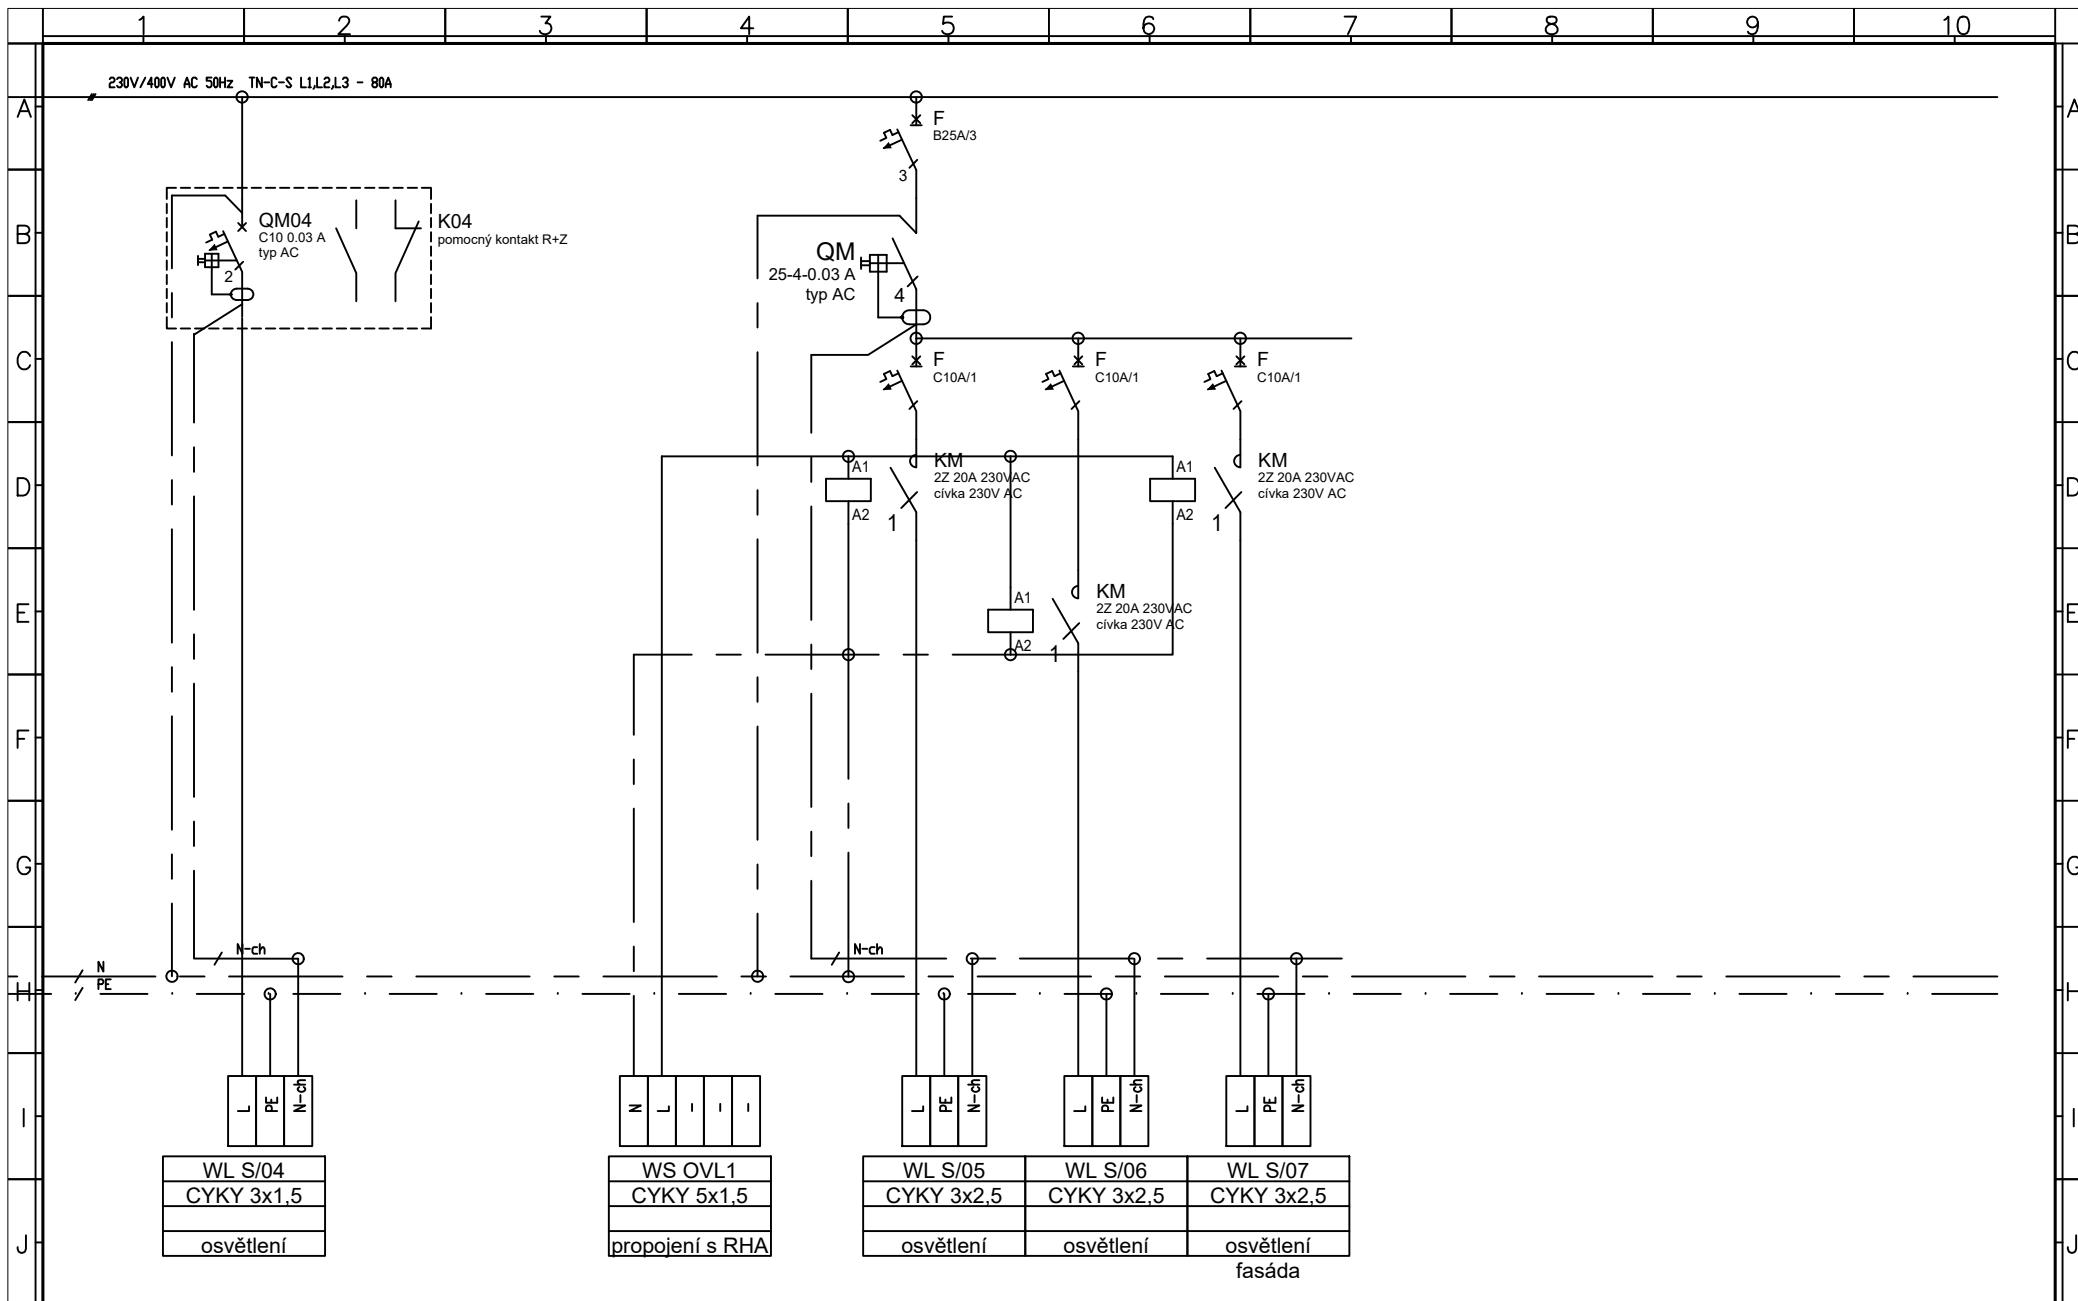 1 2 3 4 5 6 7 8 9 10
230V/400V AC 50Hz TN-C-S L1,L2,L3 - 80A
A A
F
B25A/3
3
B B
QM04
C10 0.03 A
typ AC
2
K04
pomocný kontakt R+Z
QM
25-4-0.03 A
typ AC
4
C C
F
C10A/1
F
C10A/1
F
C10A/1
D D
A1
A2
KM
2Z 20A 230VAC
cívka 230V AC
1
A1
A2
KM
2Z 20A 230VAC
cívka 230V AC
1
E E
A1
A2
KM
2Z 20A 230VAC
cívka 230V AC
1
F F
G G
N-ch N-ch
N
PE
H H
L PE N-ch
N L - - -
L PE N-ch
L PE N-ch
L PE N-ch
I I
WL S/04 WS OVL1 WL S/05 WL S/06 WL S/07
CYKY 3x1,5 CYKY 5x1,5 CYKY 3x2,5 CYKY 3x2,5 CYKY 3x2,5
J J
osvětlení propojení s RHA osvětlení osvětlení osvětlení
fasáda